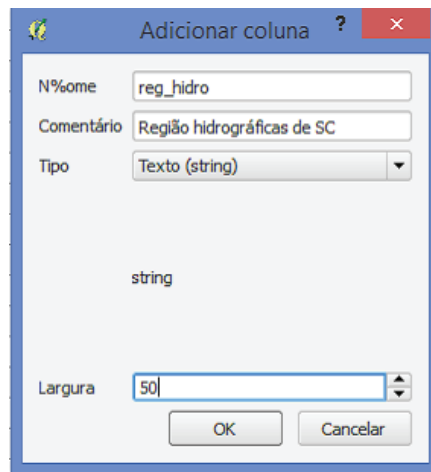 Adicionar coluna ? ×
N%ome reg_hidro
Comentário Região hidrográficas de SC
Tipo Texto (string)
string
Largura 50
OK Cancelar